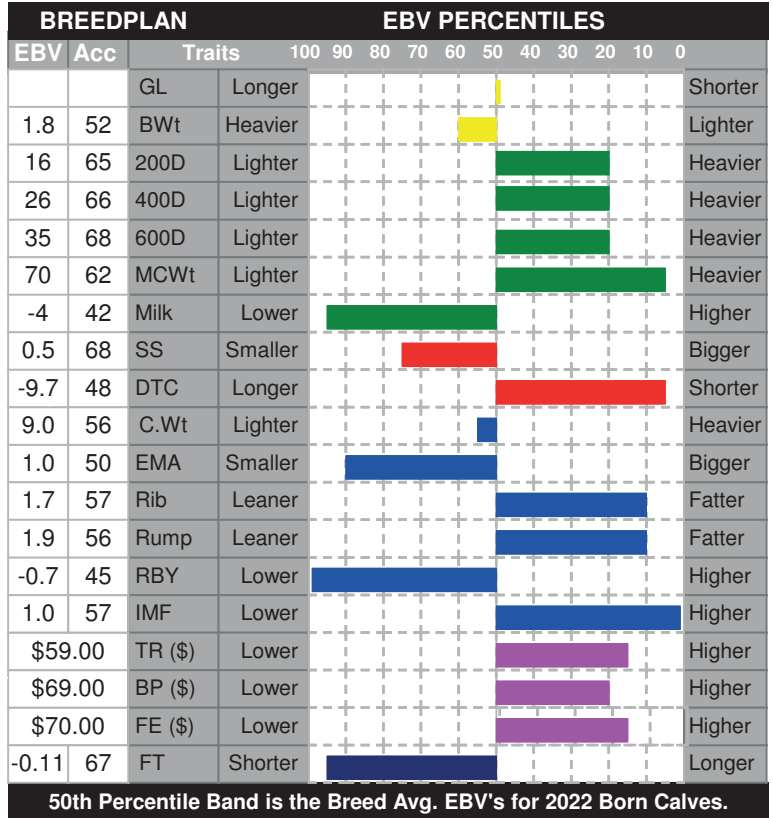 BREEDPLAN EBV PERCENTILES
EBV Acc Traits 100 90 80 70 60 50 40 30 20 10 0
GL Longer Shorter
1.8 52 BWt Heavier Lighter
16 65 200D Lighter Heavier
26 66 400D Lighter Heavier
35 68 600D Lighter Heavier
70 62 MCWt Lighter Heavier
-4 42 Milk Lower Higher
0.5 68 SS Smaller Bigger
-9.7 48 DTC Longer Shorter
9.0 56 C.Wt Lighter Heavier
1.0 50 EMA Smaller Bigger
1.7 57 Rib Leaner Fatter
1.9 56 Rump Leaner Fatter
-0.7 45 RBY Lower Higher
1.0 57 IMF Lower Higher
$59.00 TR ($) Lower Higher
$69.00 BP ($) Lower Higher
$70.00 FE ($) Lower Higher
-0.11 67 FT Shorter Longer
50th Percentile Band is the Breed Avg. EBV's for 2022 Born Calves.